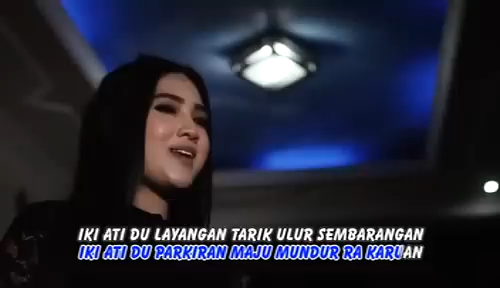 IKI ATI DU LAYANGAN TARIK ULUR SEMBARANGAN
IKI ATI DU PARKIRAN MAJU MUNDUR RA KARUAN